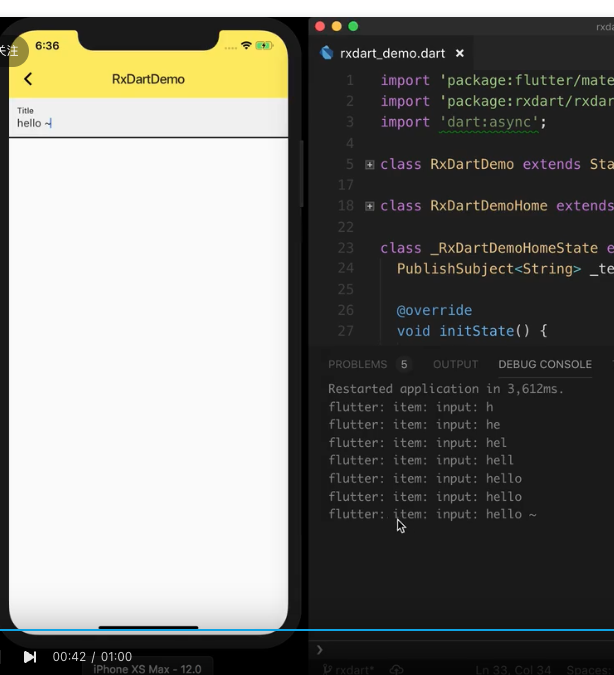 关注
6:36
RxDartDemo
Title
hello ~
rxda
rxdart_demo.dart ×
1 import 'package:flutter/mate
2 import 'package:rxdart/rxdar
3 import 'dart:async';
4
5 class RxDartDemo extends Sta
17
18 class RxDartDemoHome extends
22
23 class _RxDartDemoHomeState e
24 PublishSubject<String> _te
25
26 @override
27 void initState() {
PROBLEMS 5 OUTPUT DEBUG CONSOLE
Restarted application in 3,612ms.
flutter: item: input: h
flutter: item: input: he
flutter: item: input: hel
flutter: item: input: hell
flutter: item: input: hello
flutter: item: input: hello
flutter: item: input: hello ~
00:42 / 01:00
iPhone XS Max - 12.0
rxdart* Ln 33, Col 34 Spaces: